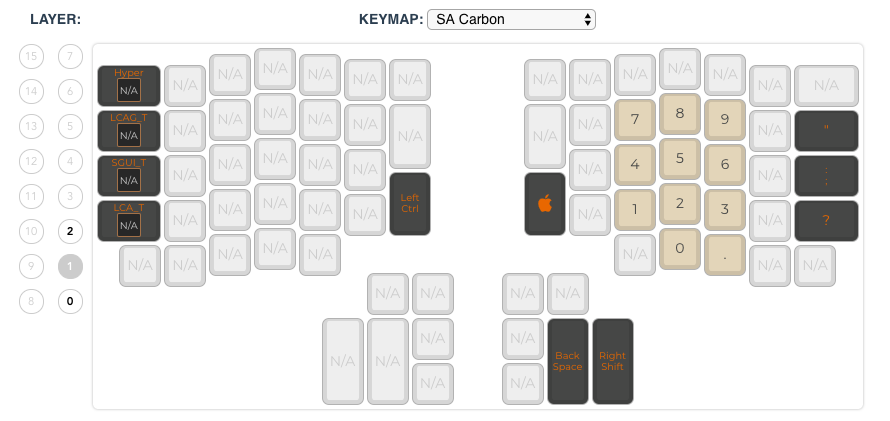 LAYER: KEYMAP: SA Carbon
15 7
14 6
13 5
12 4
11 3
10 2
9 1
8 0
Hyper
N/A N/A N/A N/A N/A N/A N/A N/A N/A N/A N/A N/A N/A N/A
LCAG_T
N/A N/A N/A N/A N/A N/A N/A N/A N/A 7 8 9 N/A "
SGUI_T
N/A N/A N/A N/A N/A N/A N/A 4 5 6 N/A :
;
LCA_T
N/A N/A N/A N/A N/A N/A Left
Ctrl
N/A 1 2 3 N/A ?
N/A N/A N/A N/A N/A N/A 0 . N/A N/A
N/A N/A N/A N/A
N/A N/A N/A N/A Back
Space
Right
Shift
N/A N/A